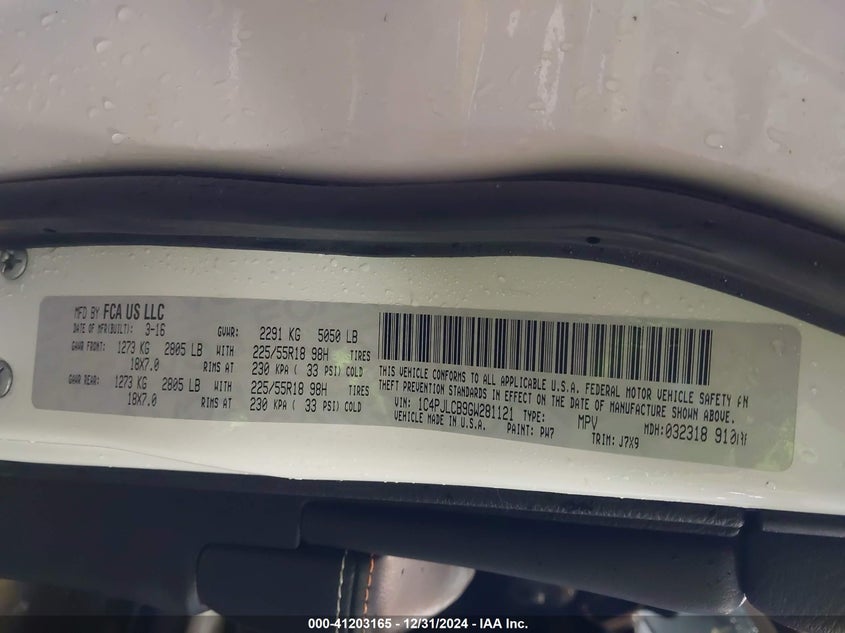 MFD BY FCA US LLC
DATE OF MFR(BUILT): 3-16 GVWR: 2291 KG 5050 LB
GAWR FRONT: 1273 KG 2805 LB WITH 225/55R18 98H TIRES
18X7.0 RIMS AT 230 KPA ( 33 PSI) COLD
GAWR REAR: 1273 KG 2805 LB WITH 225/55R18 98H TIRES
18X7.0 RIMS AT 230 KPA ( 33 PSI) COLD
THIS VEHICLE CONFORMS TO ALL APPLICABLE U.S.A. FEDERAL MOTOR VEHICLE SAFETY
THEFT PREVENTION STANDARDS IN EFFECT ON THE DATE OF MANUFACTURE SHOWN ABOVE.
VIN: 1C4PJLCB9GW281121 TYPE: MPV MDH:032318 910
VEHICLE MADE IN U.S.A. PAINT: PW7 TRIM: J7X9
000-41203165 - 12/31/2024 - IAA Inc.